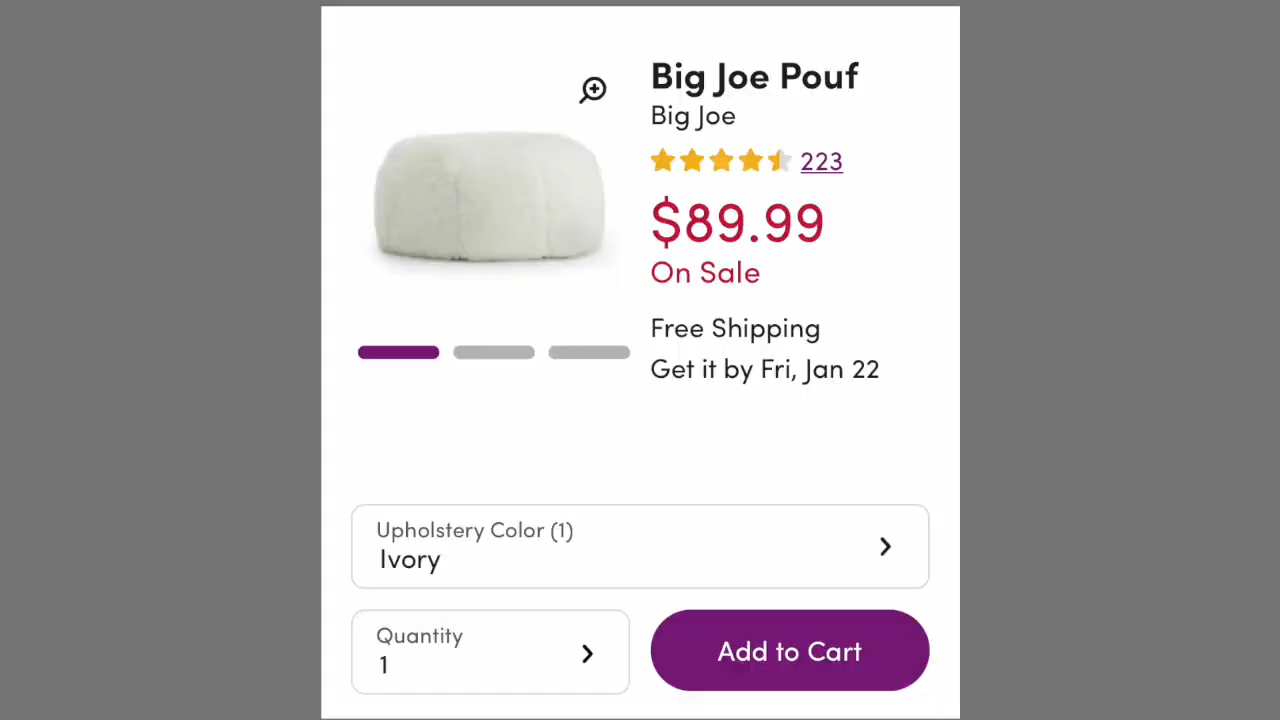 Big Joe Pouf
Big Joe
223
$89.99
On Sale
Free Shipping
Get it by Fri, Jan 22
Upholstery Color (1)
Ivory
Quantity
1
Add to Cart